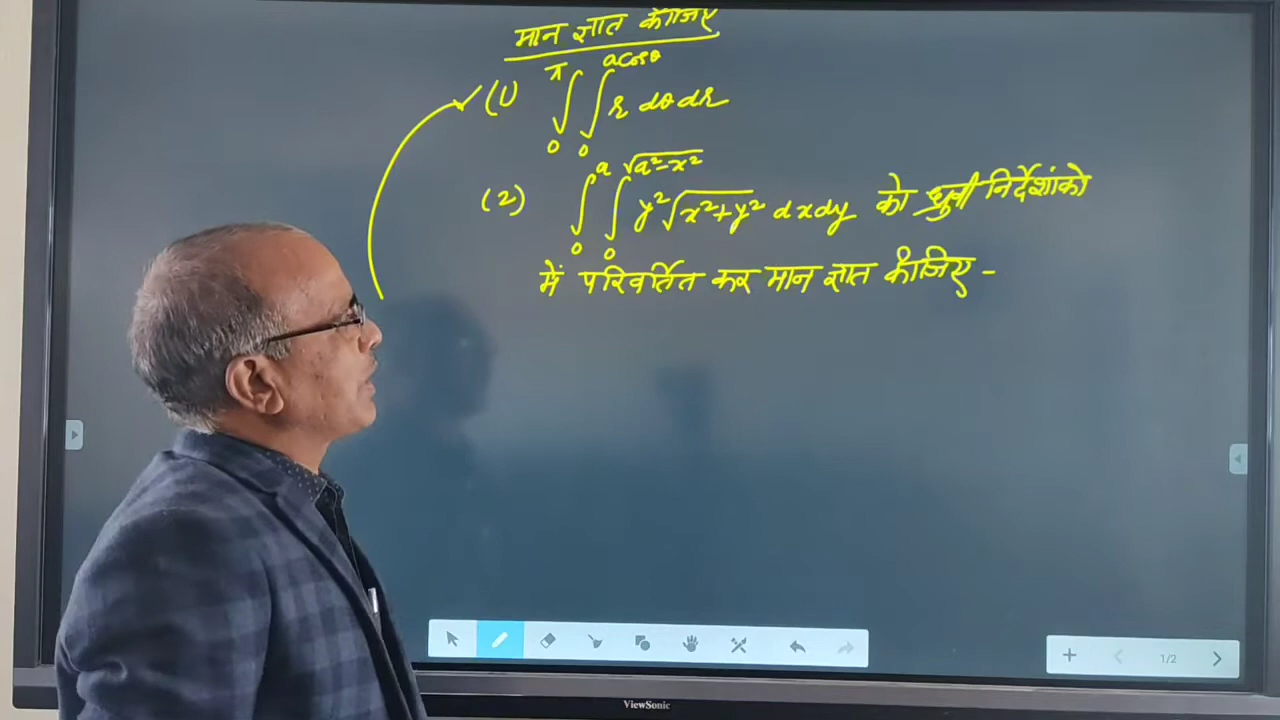 मान ज्ञात कीजिए
(1) ∫₀^π ∫₀^{a cosθ} r dθ dr
(2) ∫₀^a ∫₀^{√(a²-x²)} y²√(x²+y²) dx dy को ध्रुवी निर्देशांको
में परिवर्तित कर मान ज्ञात कीजिए -
1/2
ViewSonic